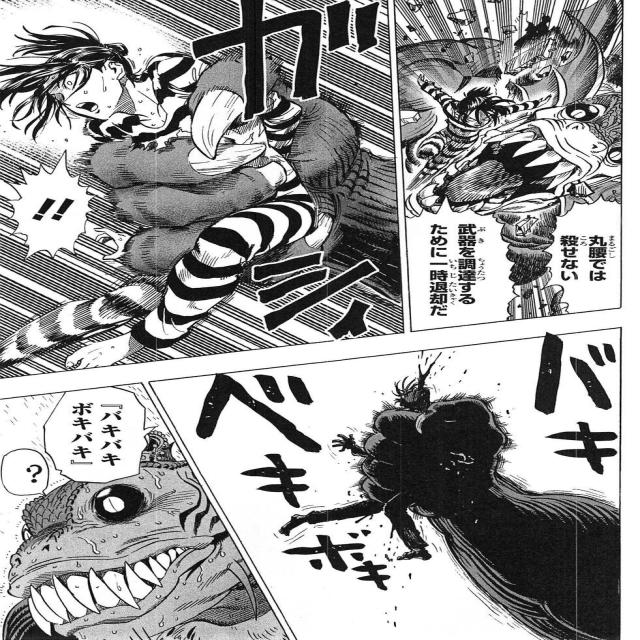 丸腰では
殺せない
武器を調達する
ために一時退却だ
ガシィ
!!
バキ
ベキ
ボキ
『バキバキ
ボキバキ』
?